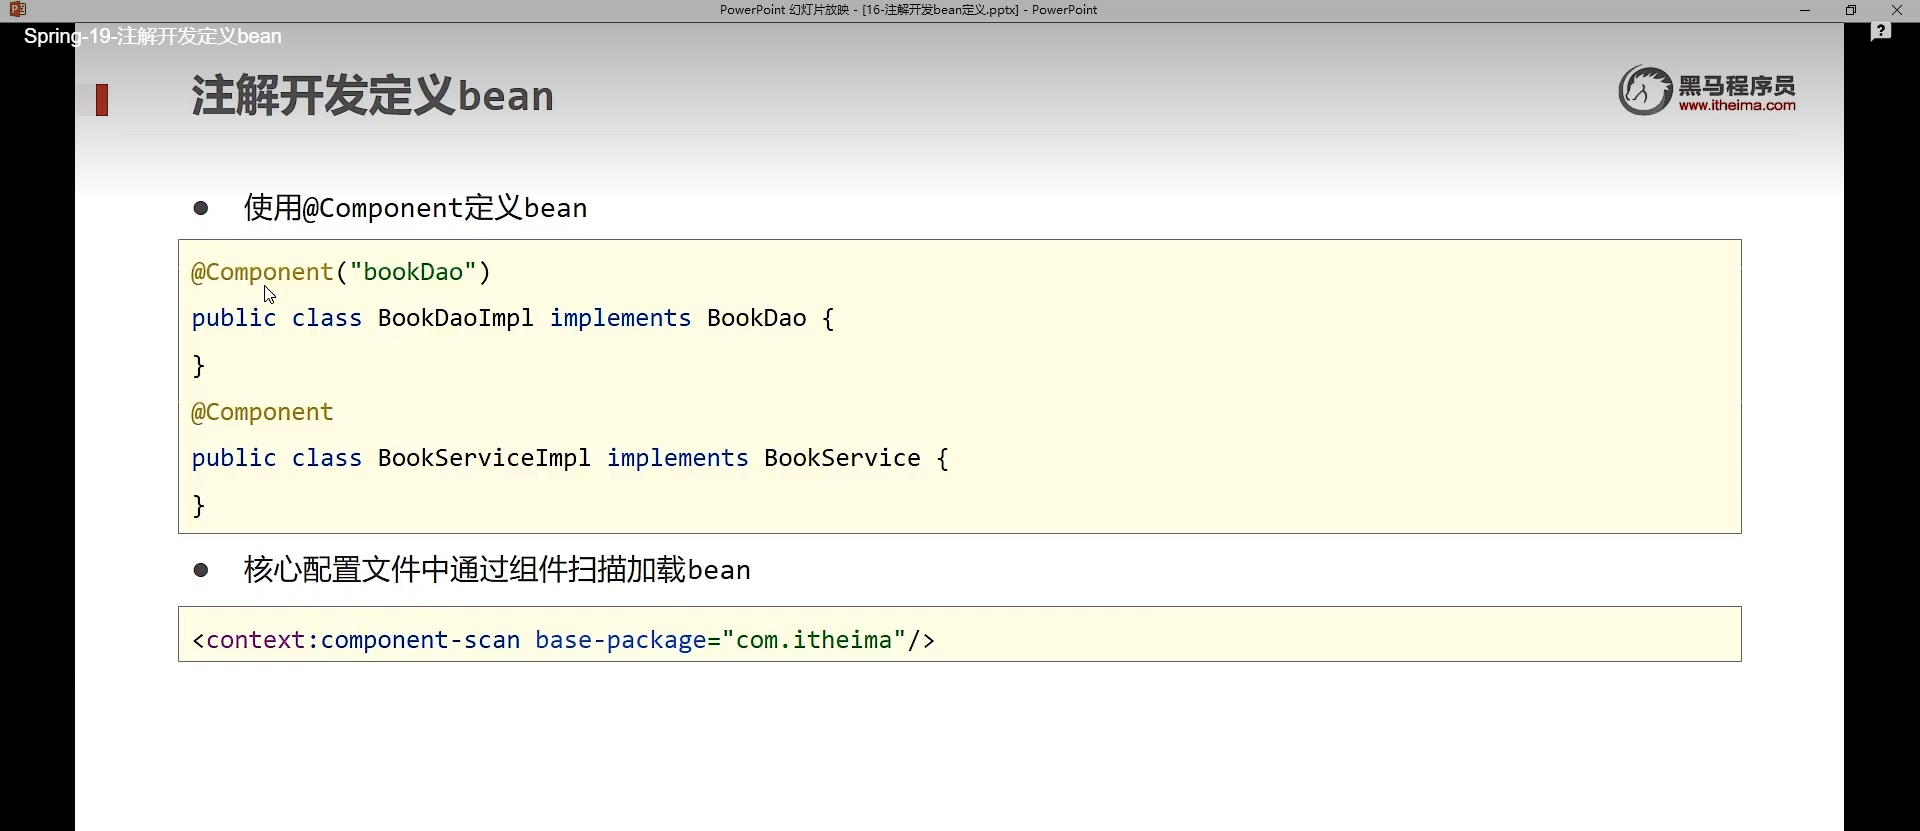 PowerPoint 幻灯片放映 - [16-注解开发bean定义.pptx] - PowerPoint
Spring-19-注解开发定义bean
注解开发定义bean
黑马程序员
www.itheima.com
● 使用@Component定义bean
@Component("bookDao")
public class BookDaoImpl implements BookDao {
}
@Component
public class BookServiceImpl implements BookService {
}
● 核心配置文件中通过组件扫描加载bean
<context:component-scan base-package="com.itheima"/>